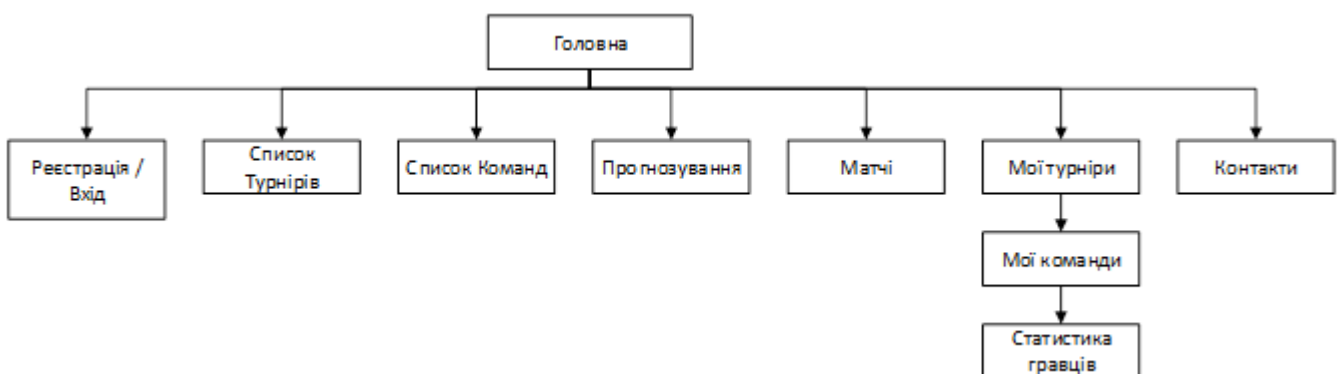 Головна
Реєстрація /
Вхід
Список
Турнірів
Список Команд
Прогнозування
Матчі
Мої турніри
Контакти
Мої команди
Статистика
гравців